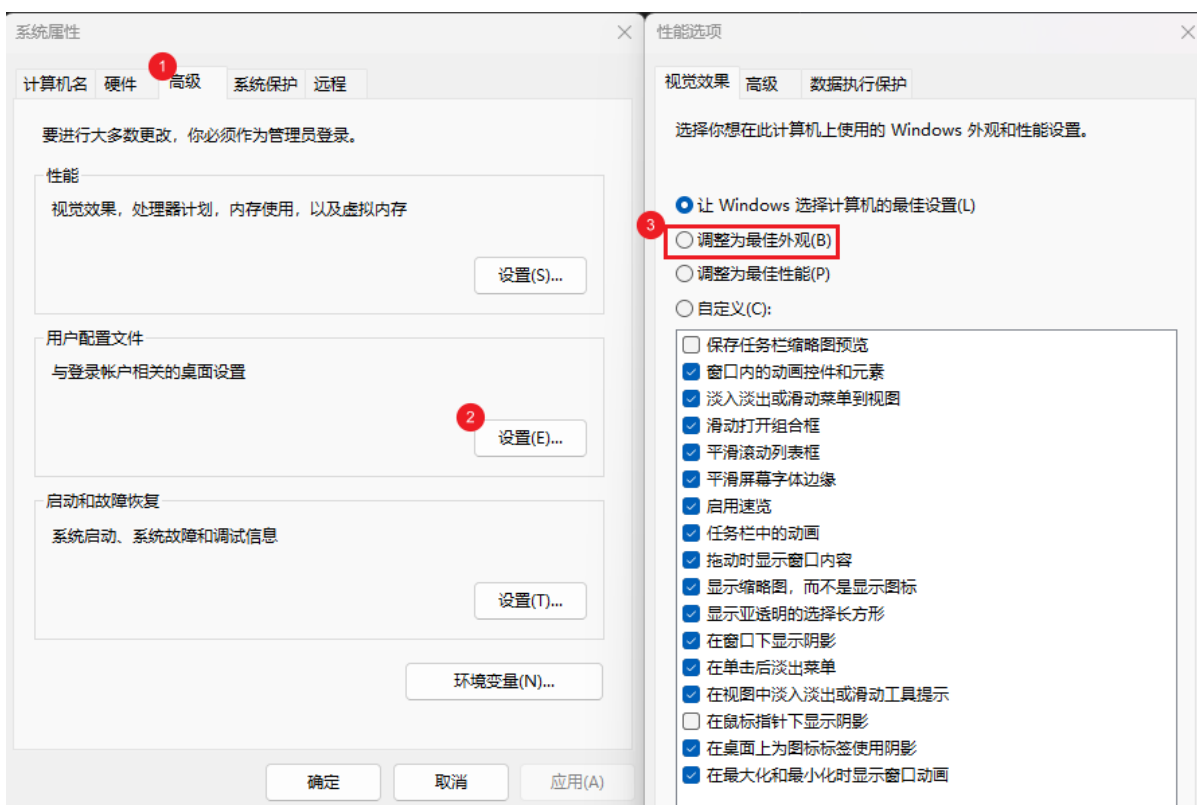 系统属性
1
计算机名 硬件 高级 系统保护 远程
要进行大多数更改，你必须作为管理员登录。
性能
视觉效果，处理器计划，内存使用，以及虚拟内存
设置(S)...
用户配置文件
与登录帐户相关的桌面设置
2
设置(E)...
启动和故障恢复
系统启动、系统故障和调试信息
设置(T)...
环境变量(N)...
确定 取消 应用(A)
性能选项
视觉效果 高级 数据执行保护
选择你想在此计算机上使用的 Windows 外观和性能设置。
让 Windows 选择计算机的最佳设置(L)
3
调整为最佳外观(B)
调整为最佳性能(P)
自定义(C):
保存任务栏缩略图预览
窗口内的动画控件和元素
淡入淡出或滑动菜单到视图
滑动打开组合框
平滑滚动列表框
平滑屏幕字体边缘
启用速览
任务栏中的动画
拖动时显示窗口内容
显示缩略图，而不是显示图标
显示亚透明的选择长方形
在窗口下显示阴影
在单击后淡出菜单
在视图中淡入淡出或滑动工具提示
在鼠标指针下显示阴影
在桌面上为图标标签使用阴影
在最大化和最小化时显示窗口动画